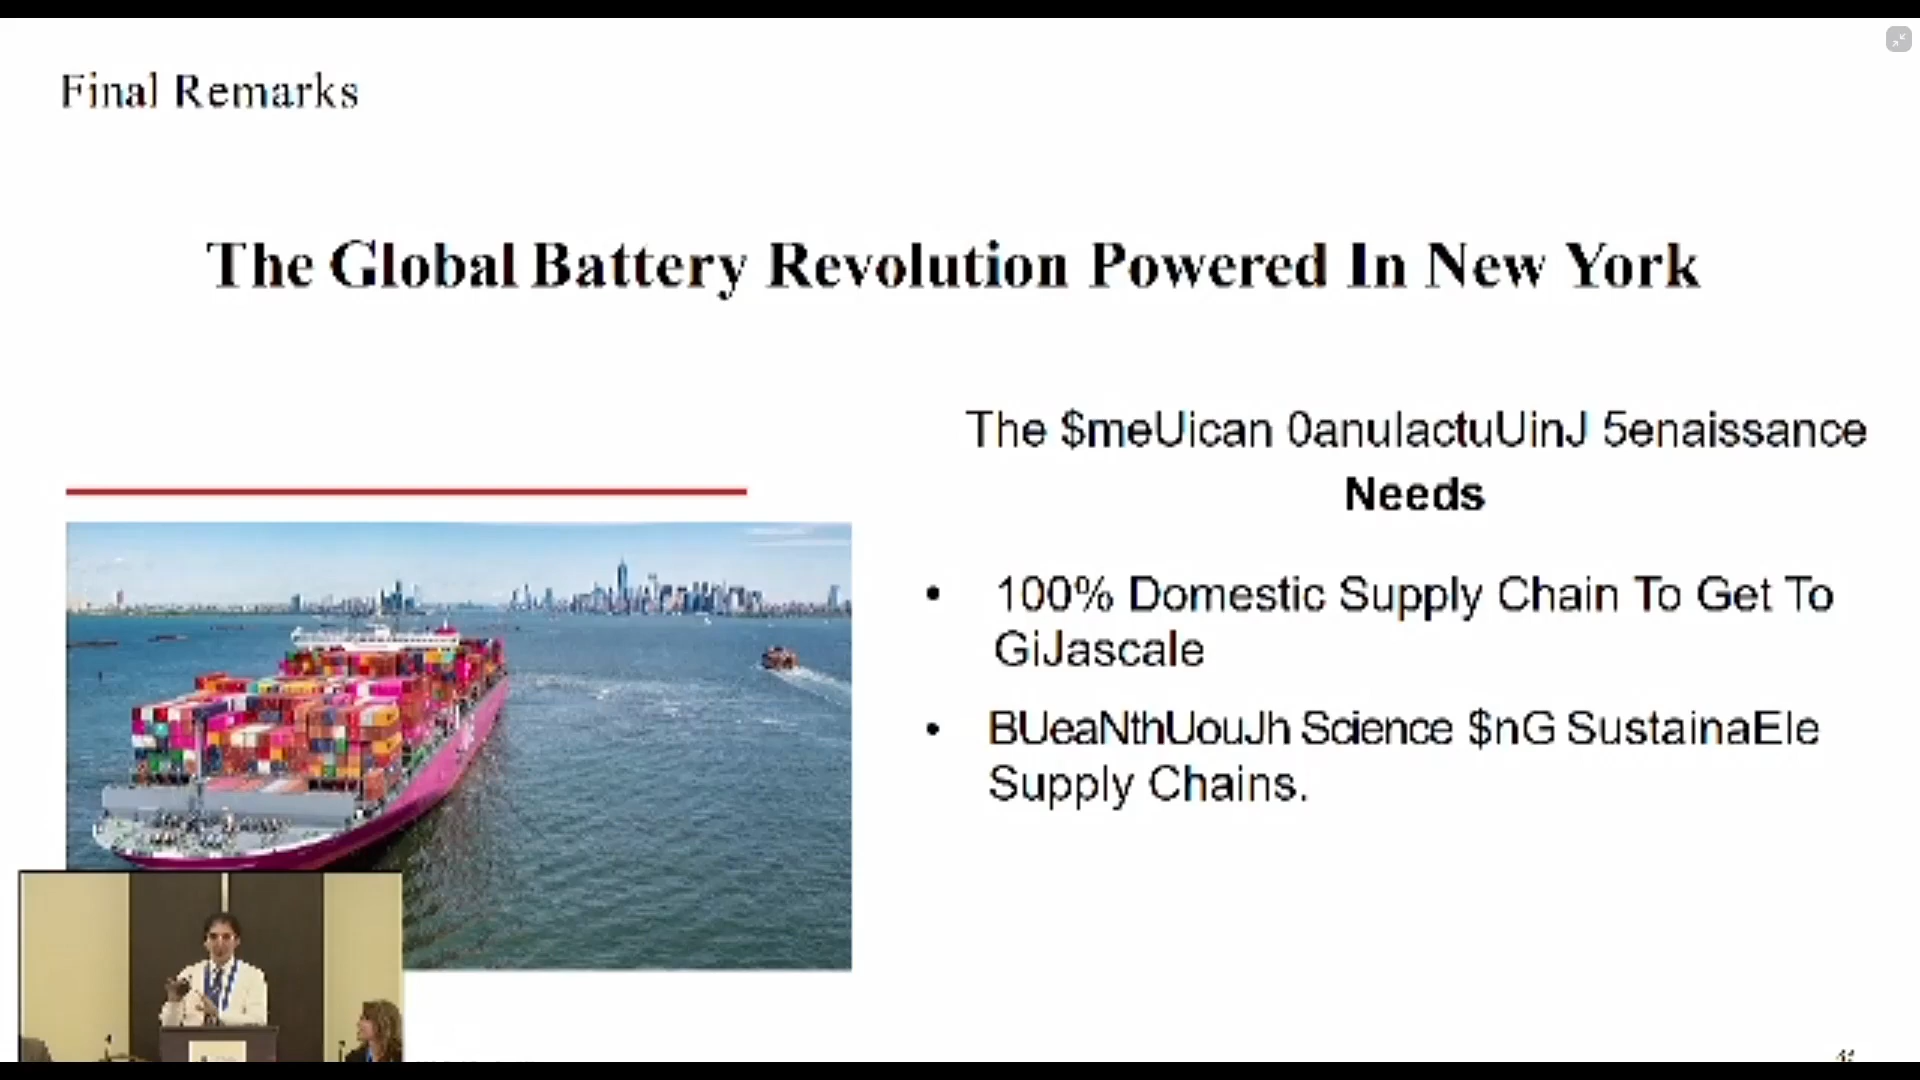 Final Remarks
The Global Battery Revolution Powered In New York
The $meUican 0anulactuUinJ 5enaissance
Needs
• 100% Domestic Supply Chain To Get To
GiJascale
• BUeaNthUouJh Science $nG SustainaEle
Supply Chains.